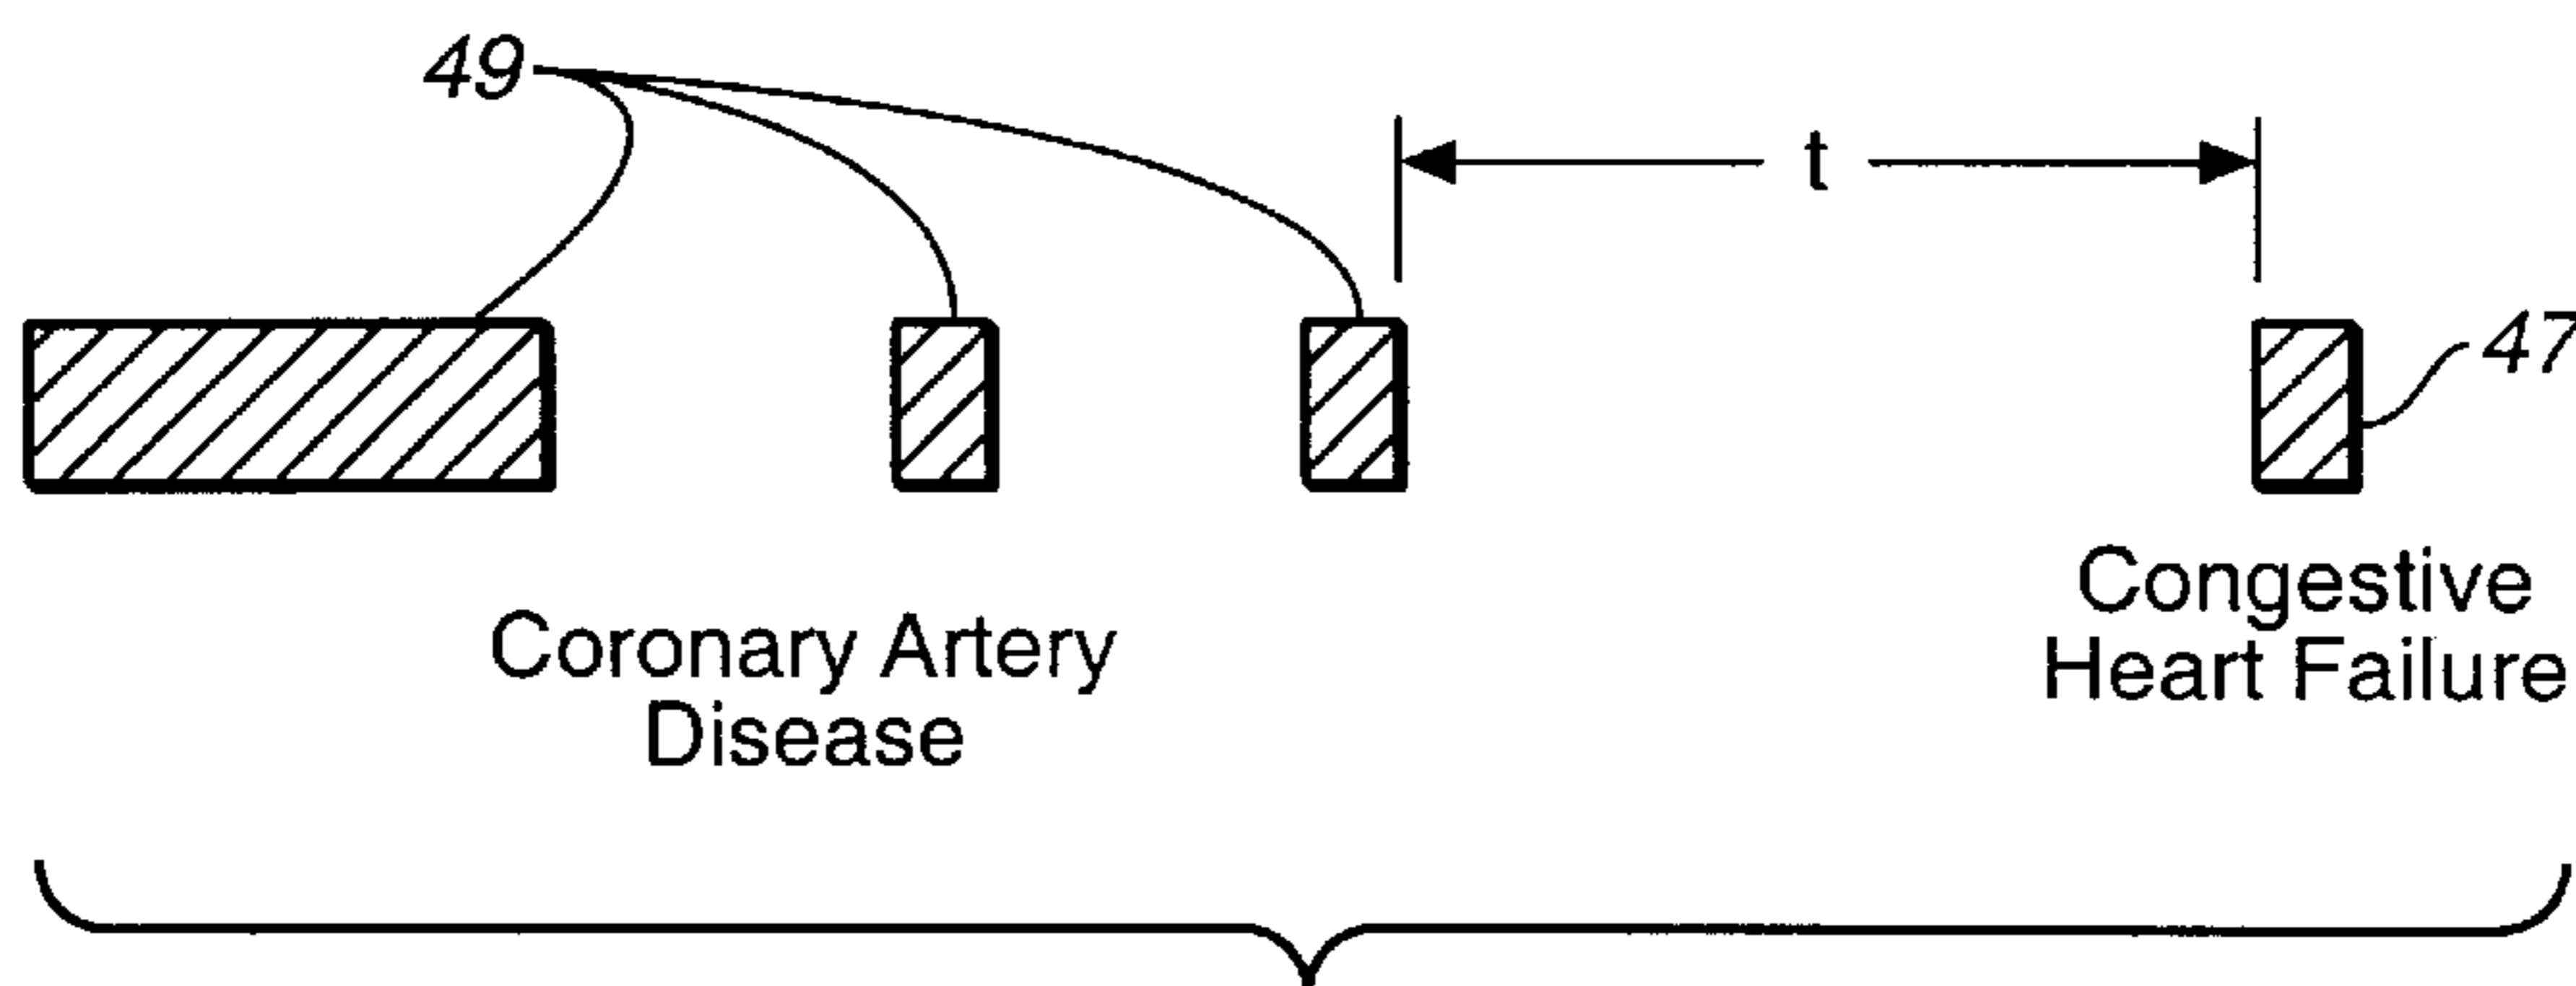 49
t
47
Coronary Artery
Disease
Congestive
Heart Failure